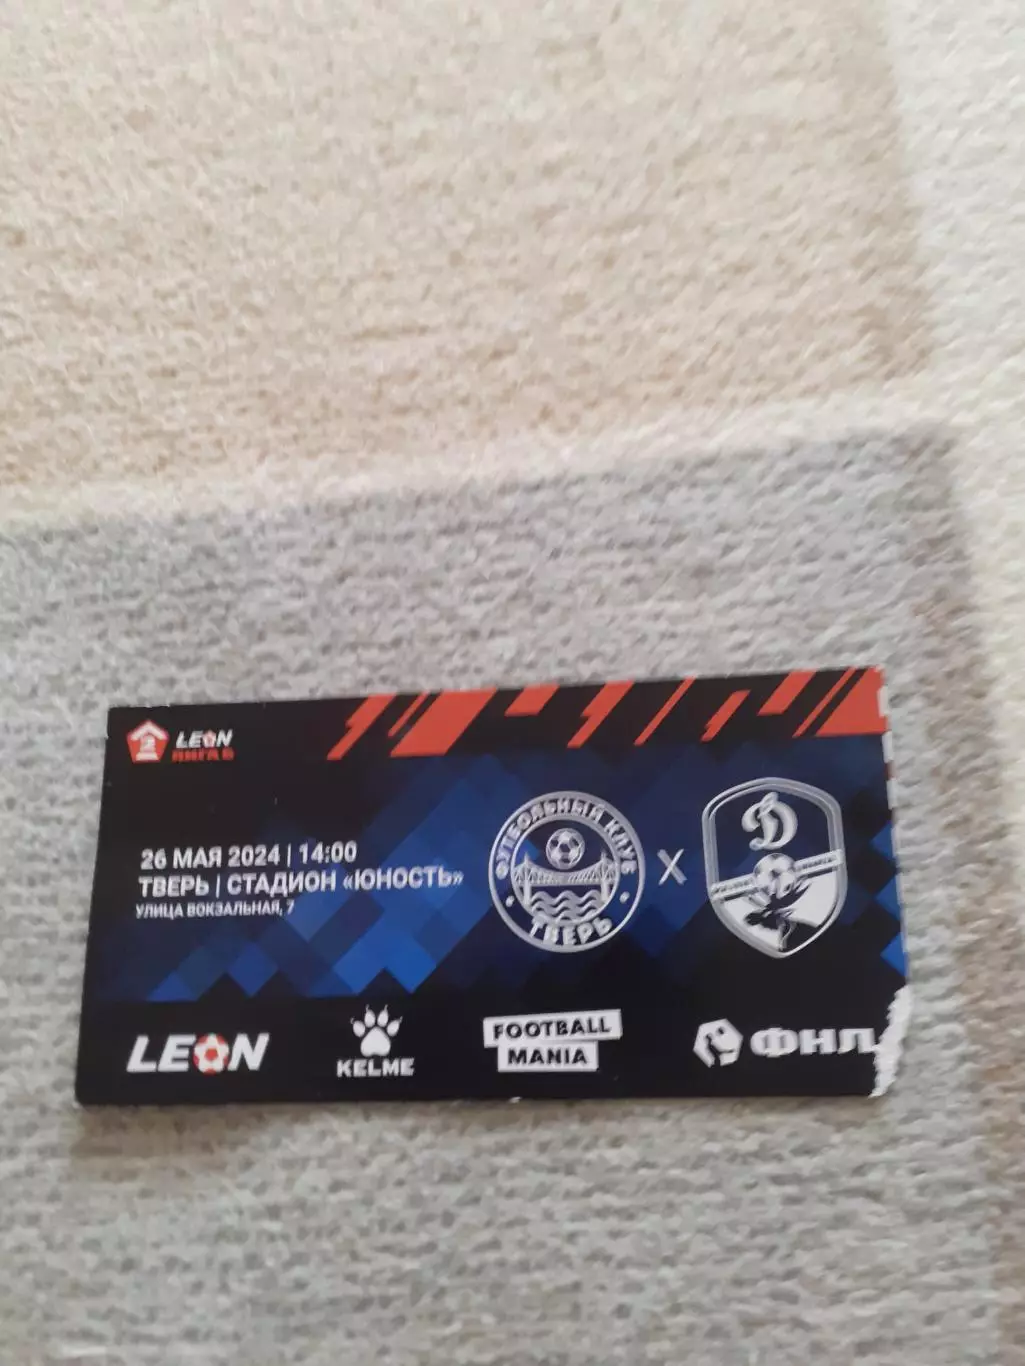 2
LEON
ЛИГА Б
26 МАЯ 2024 | 14:00
ТВЕРЬ | СТАДИОН «ЮНОСТЬ»
УЛИЦА ВОКЗАЛЬНАЯ, 7
ФУТБОЛЬНЫЙ КЛУБ
ТВЕРЬ
X
Д
LEON
KELME
FOOTBALL
MANIA
ФНЛ